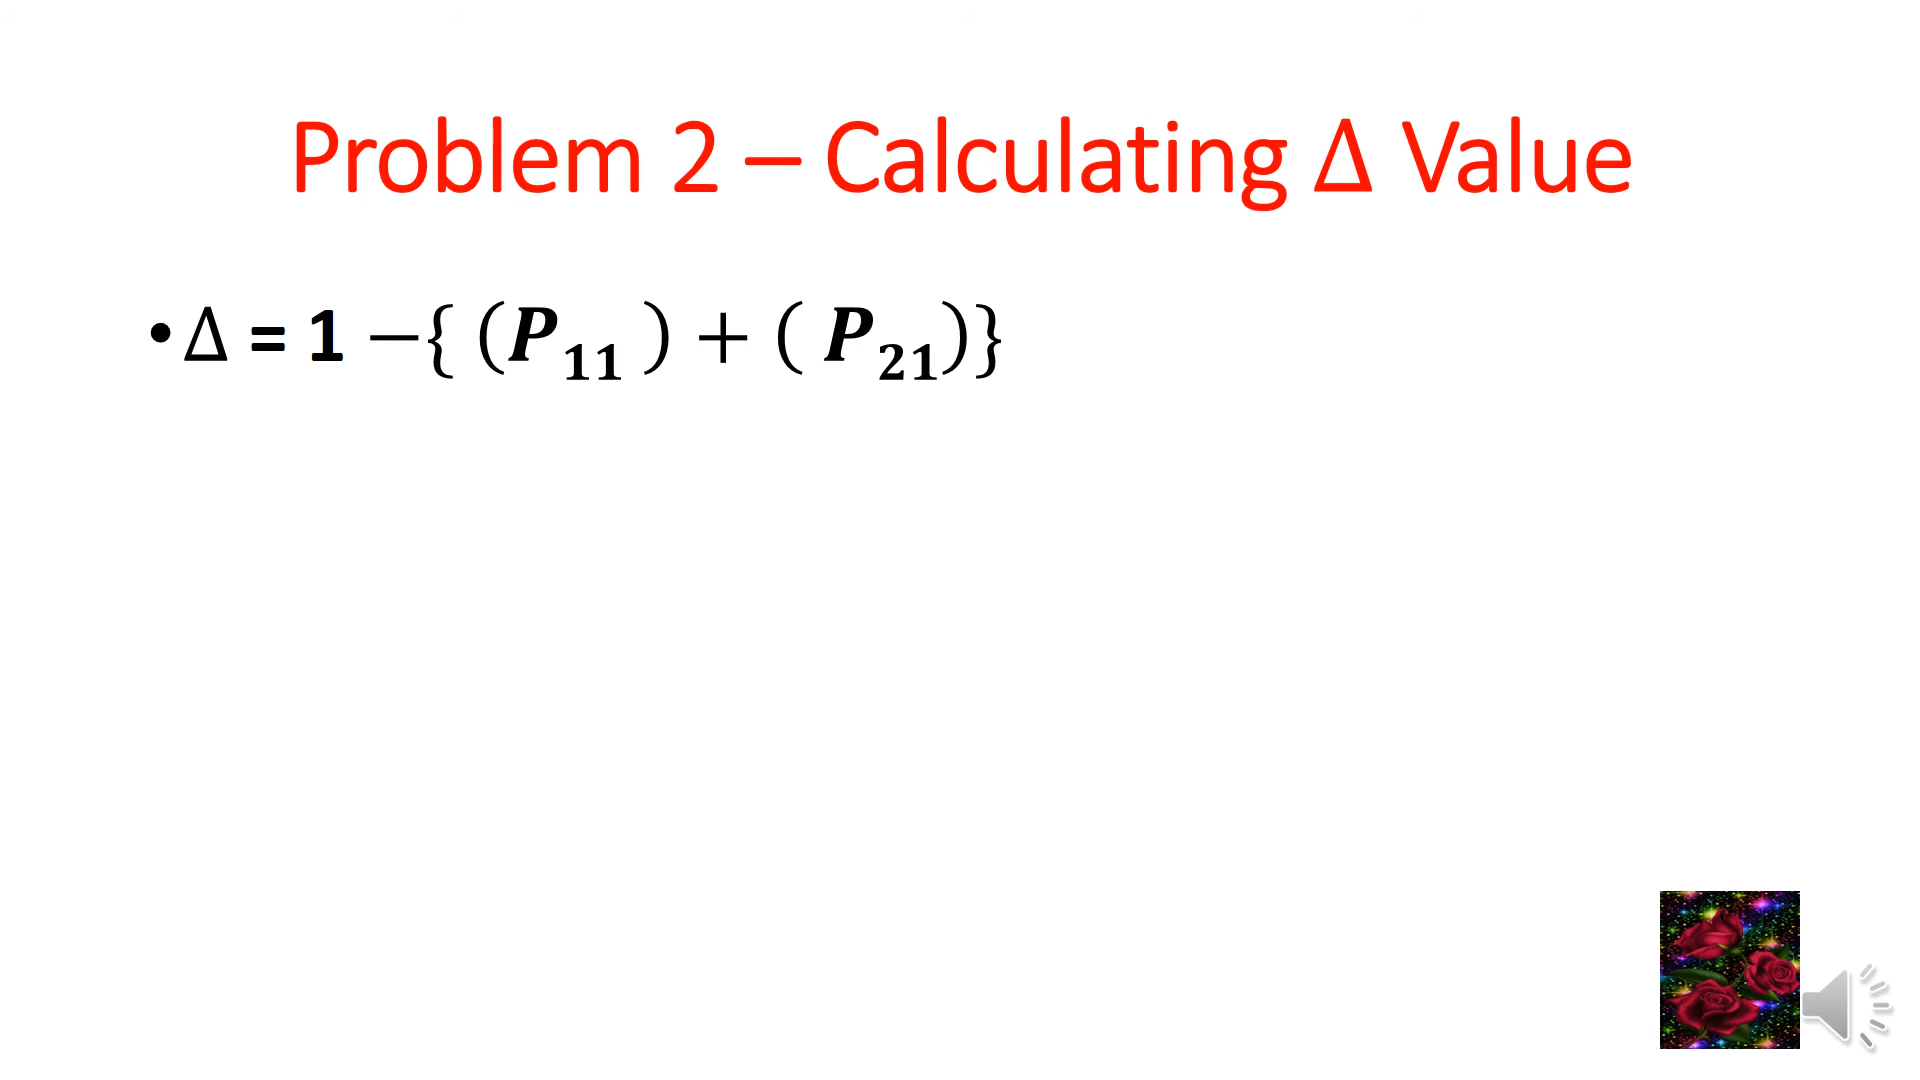 Problem 2 – Calculating Δ Value
• Δ = 1 −{ (P₁₁ ) + ( P₂₁)}